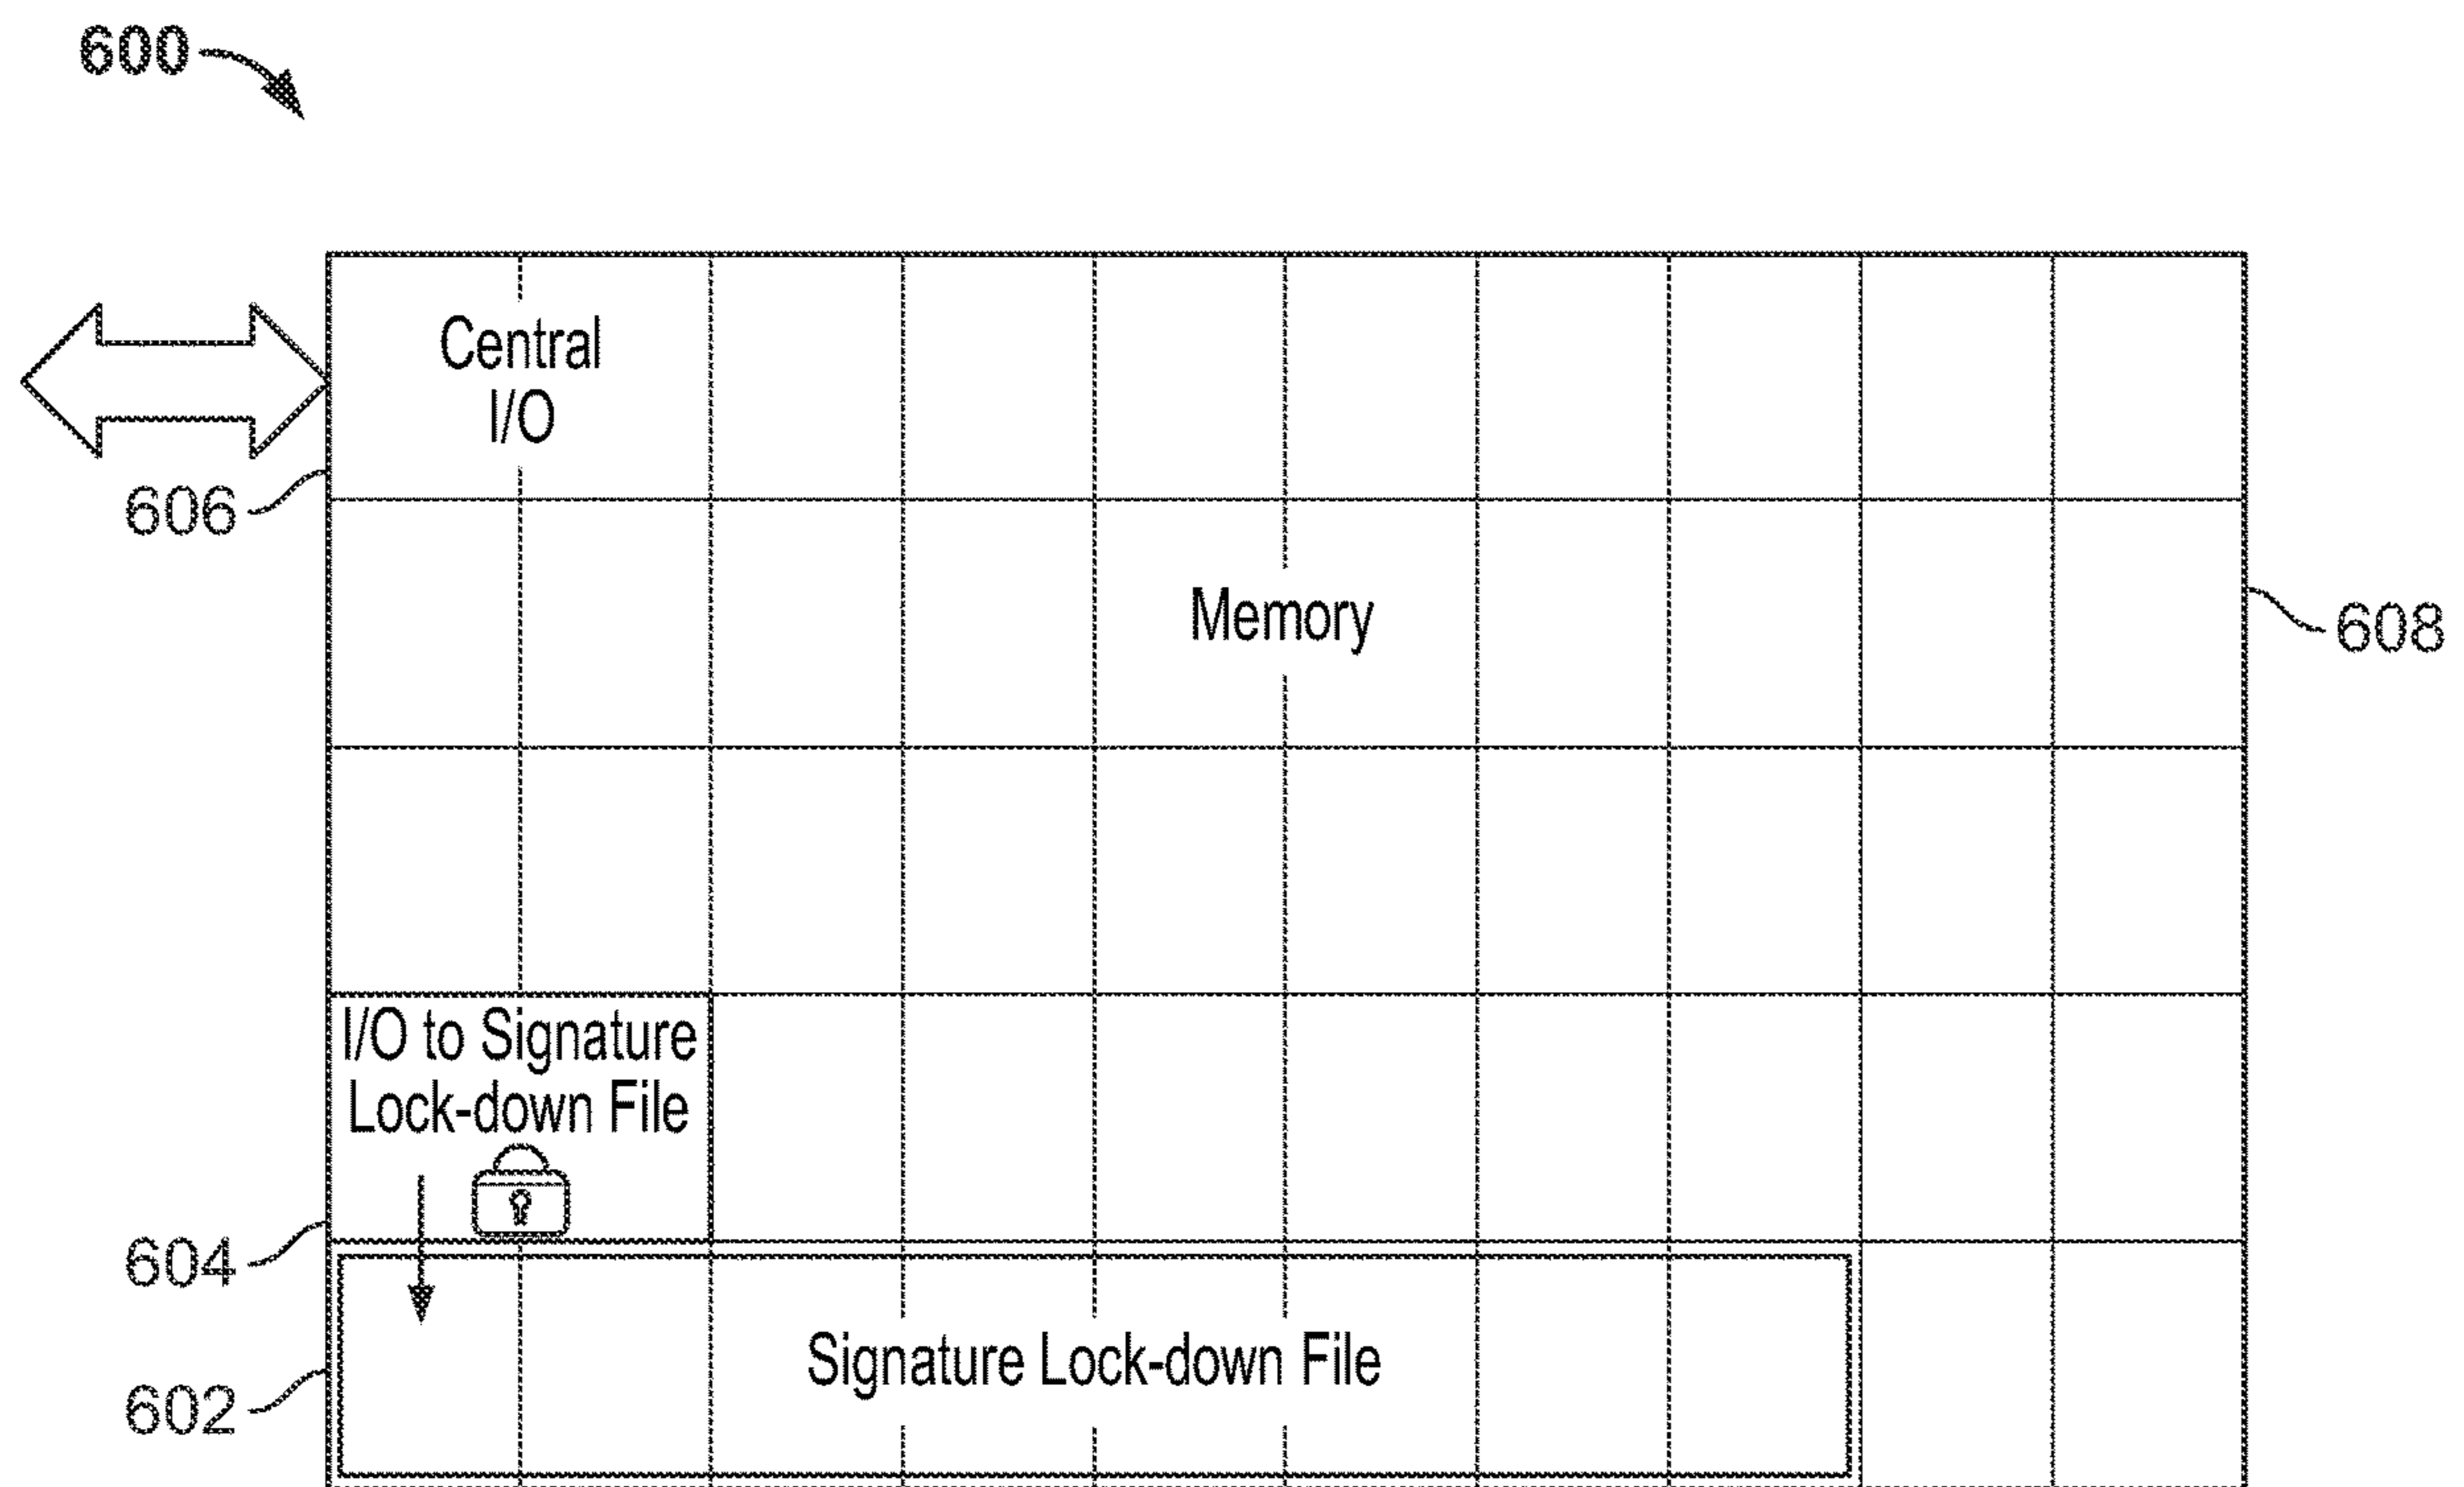 600
Central
I/O
606
Memory
608
I/O to Signature
Lock-down File
604
Signature Lock-down File
602